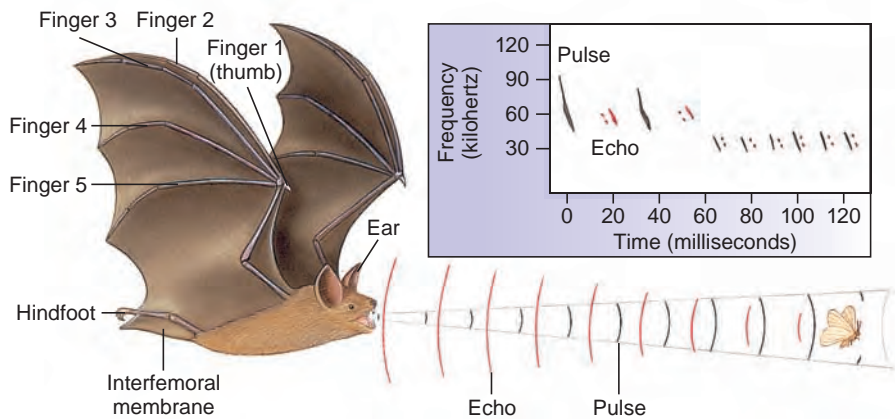 Finger 3
Finger 2
Finger 1
(thumb)
Finger 4
Finger 5
Ear
Hindfoot
Interfemoral
membrane
Echo
Pulse
Frequency
(kilohertz)
120
90
60
30
Pulse
Echo
0 20 40 60 80 100 120
Time (milliseconds)